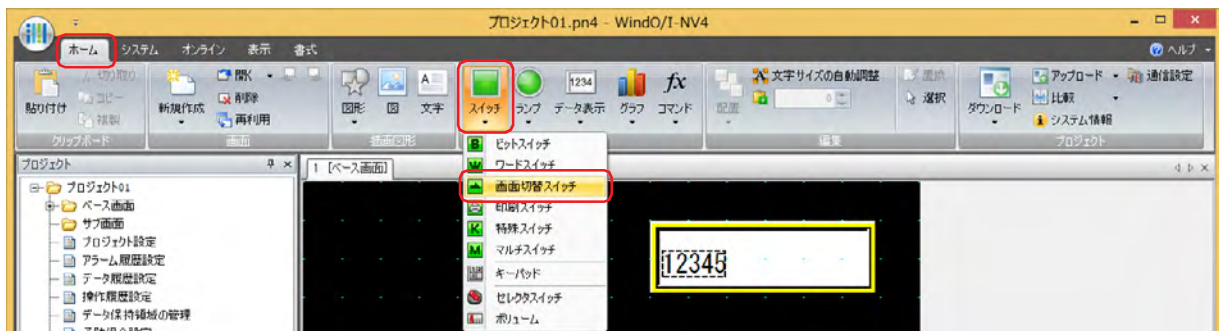 プロジェクト01.pn4 - WindO/I-NV4
ホーム システム オンライン 表示 書式 ヘルプ
貼り付け 切り取り コピー 複製
クリップボード
新規作成 開く 削除 再利用
画面
図形 図 文字
描画図形
スイッチ ランプ データ表示 グラフ コマンド
1234 fx
配置 文字サイズの自動調整 0 置換 選択
編集
ダウンロード アップロード 比較 システム情報 通信設定
プロジェクト
プロジェクト
プロジェクト01
ベース画面
サブ画面
プロジェクト設定
アラーム履歴設定
データ履歴設定
操作履歴設定
データ保持領域の管理
1 [ベース画面]
B ビットスイッチ
W ワードスイッチ
画面切替スイッチ
印刷スイッチ
K 特殊スイッチ
M マルチスイッチ
キーパッド
セレクタスイッチ
ボリューム
12345